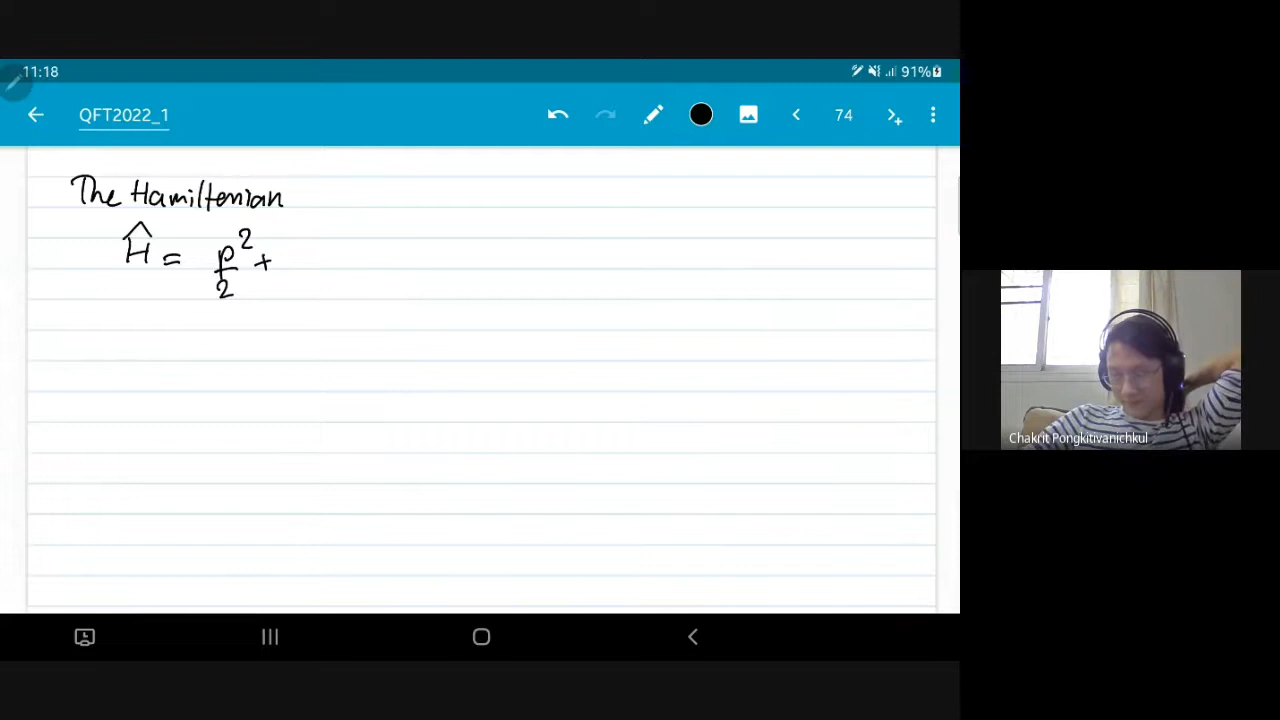 11:18
91%
QFT2022_1
74
The Hamiltonian
Ĥ = p²/2 +
Chakrit Pongkitivanichkul